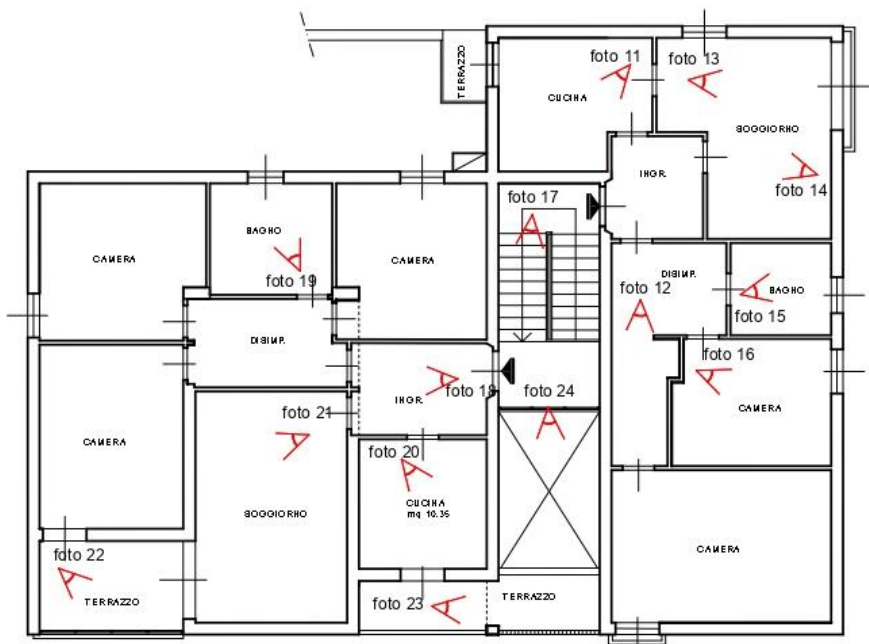 TERRAZZO
foto 11
CUCINA
foto 13
SOGGIORNO
foto 14
INGR.
foto 17
CAMERA
BAGNO
foto 19
CAMERA
foto 12
DISIMP.
BAGNO
foto 15
DISIMP.
foto 16
CAMERA
INGR.
foto 18
foto 24
foto 21
CAMERA
foto 20
CUCINA
mq 10.35
SOGGIORNO
CAMERA
foto 22
TERRAZZO
foto 23
TERRAZZO